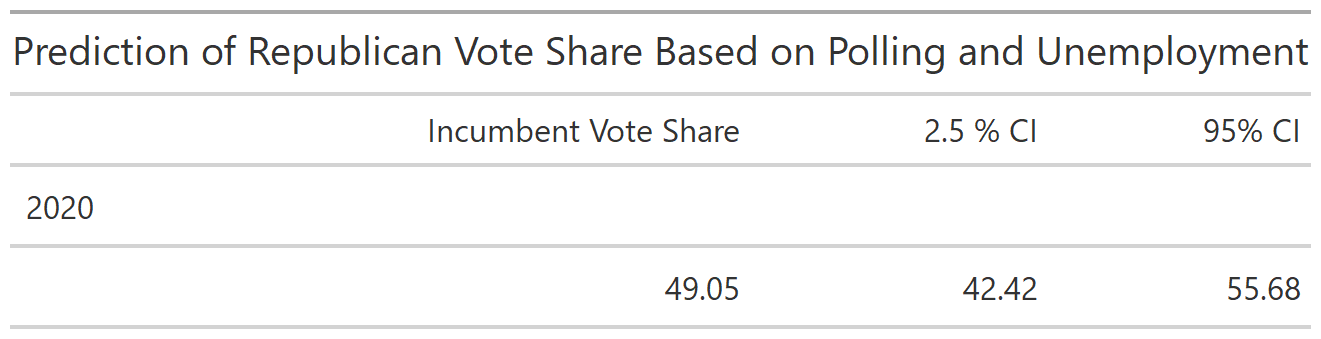 Prediction of Republican Vote Share Based on Polling and Unemployment
Incumbent Vote Share 2.5 % CI 95% CI
2020
49.05 42.42 55.68